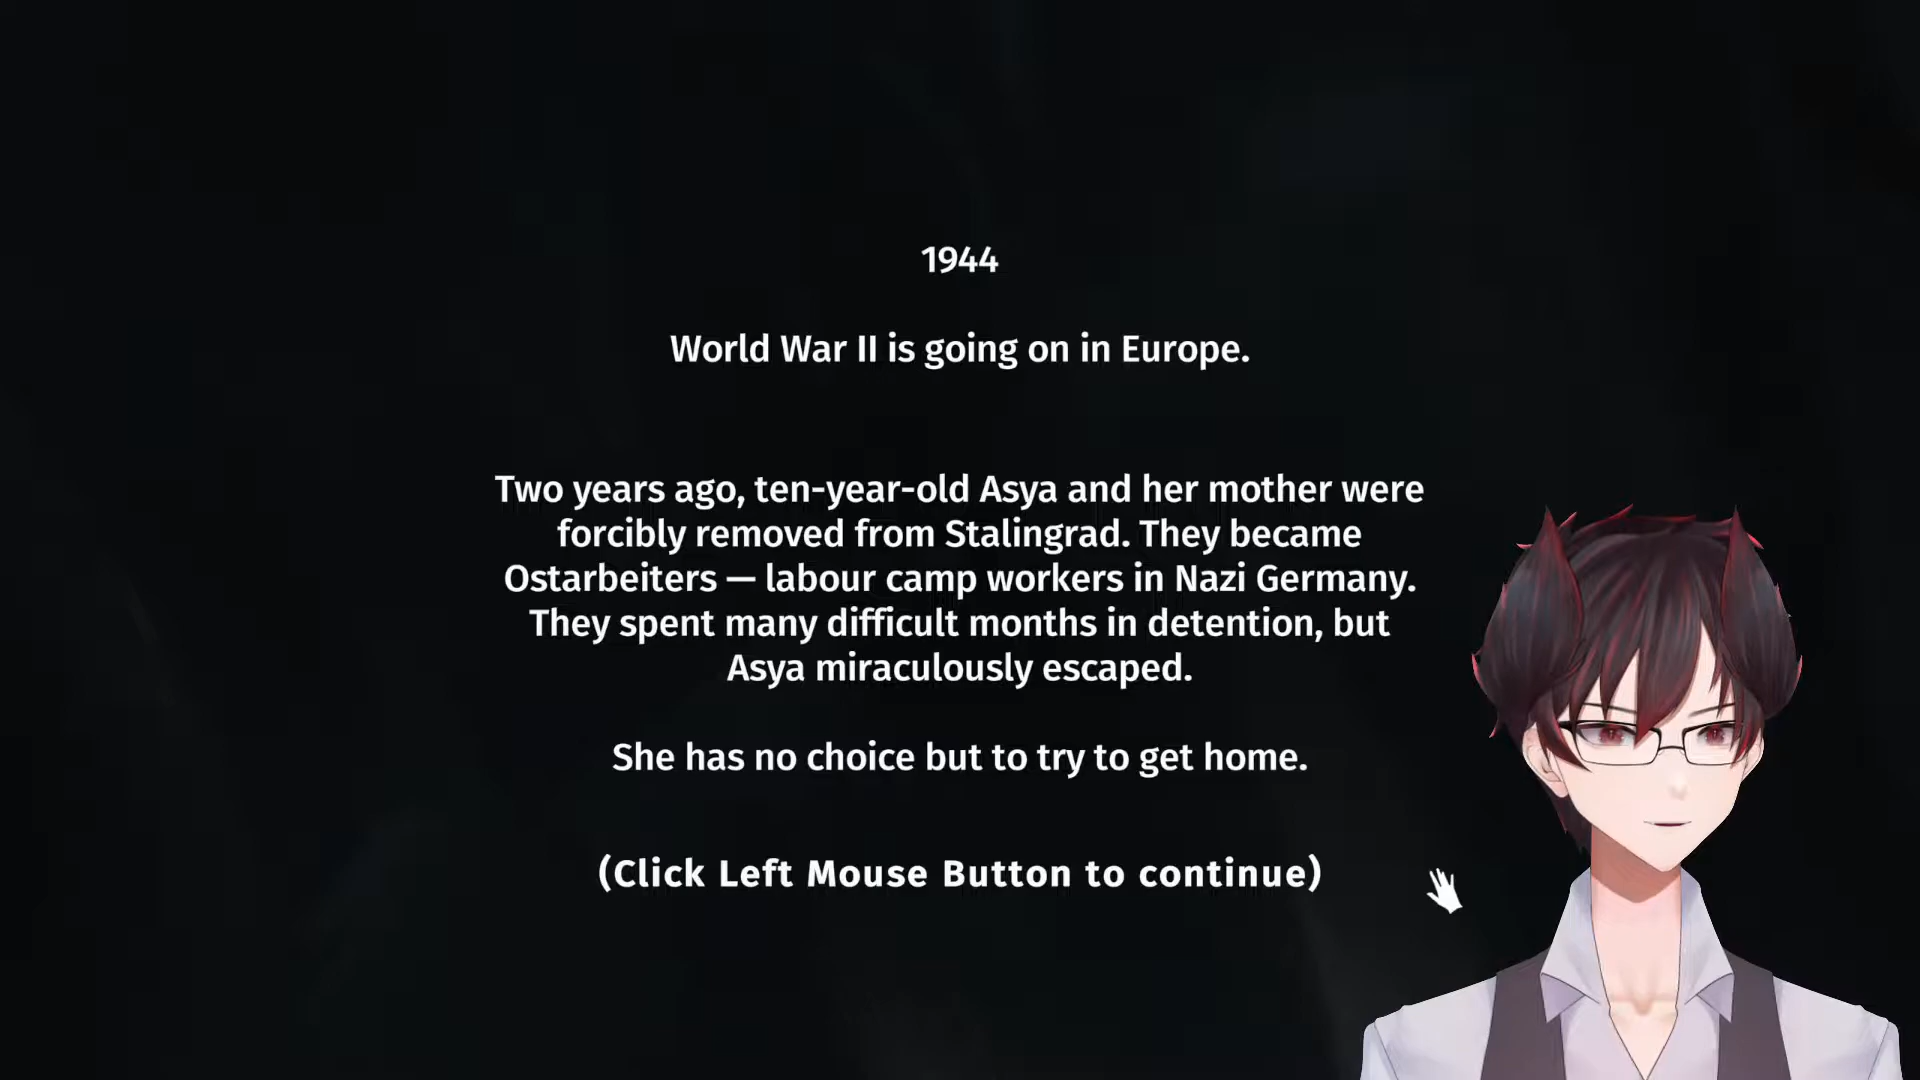 1944
World War II is going on in Europe.
Two years ago, ten-year-old Asya and her mother were
forcibly removed from Stalingrad. They became
Ostarbeiters — labour camp workers in Nazi Germany.
They spent many difficult months in detention, but
Asya miraculously escaped.
She has no choice but to try to get home.
(Click Left Mouse Button to continue)